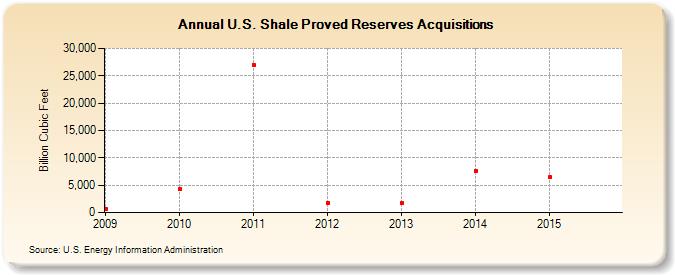 Annual U.S. Shale Proved Reserves Acquisitions
Billion Cubic Feet
30,000
25,000
20,000
15,000
10,000
5,000
0
2009 2010 2011 2012 2013 2014 2015
Source: U.S. Energy Information Administration